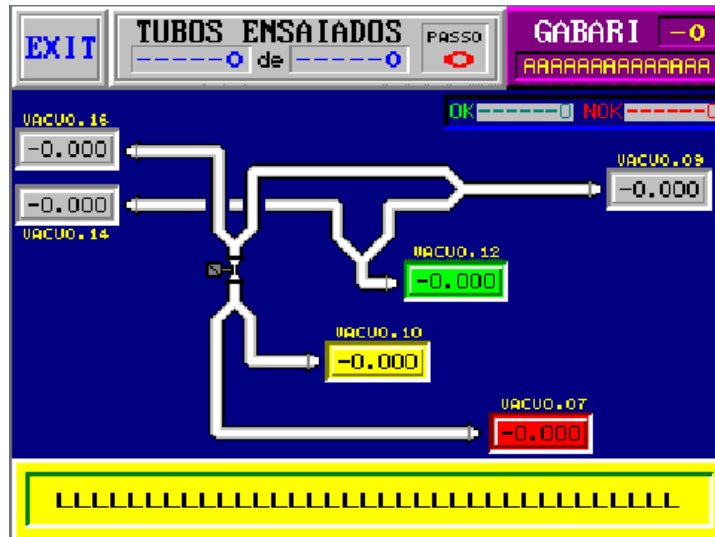 EXIT
TUBOS ENSAIADOS
-----0 de -----0
PASSO
0
GABARI -0
AAAAAAAAAAAAAA
OK------0 NOK------0
VACUO.16
-0.000
-0.000
VACUO.14
VACUO.09
-0.000
VACUO.12
-0.000
VACUO.10
-0.000
VACUO.07
-0.000
LLLLLLLLLLLLLLLLLLLLLLLLLLLLLLLLLLLLLLLL